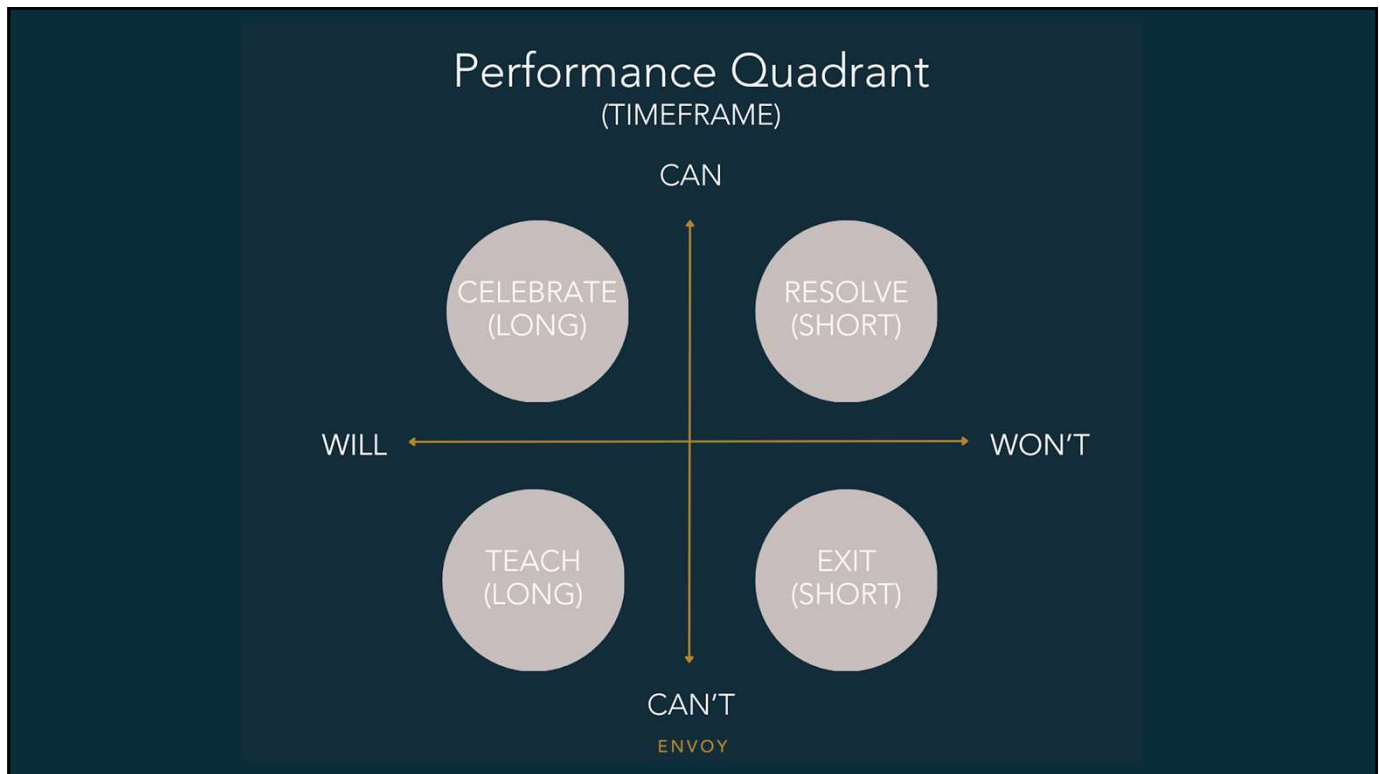 Performance Quadrant
(TIMEFRAME)
CAN
CELEBRATE
(LONG)
RESOLVE
(SHORT)
WILL
WON'T
TEACH
(LONG)
EXIT
(SHORT)
CAN'T
ENVOY